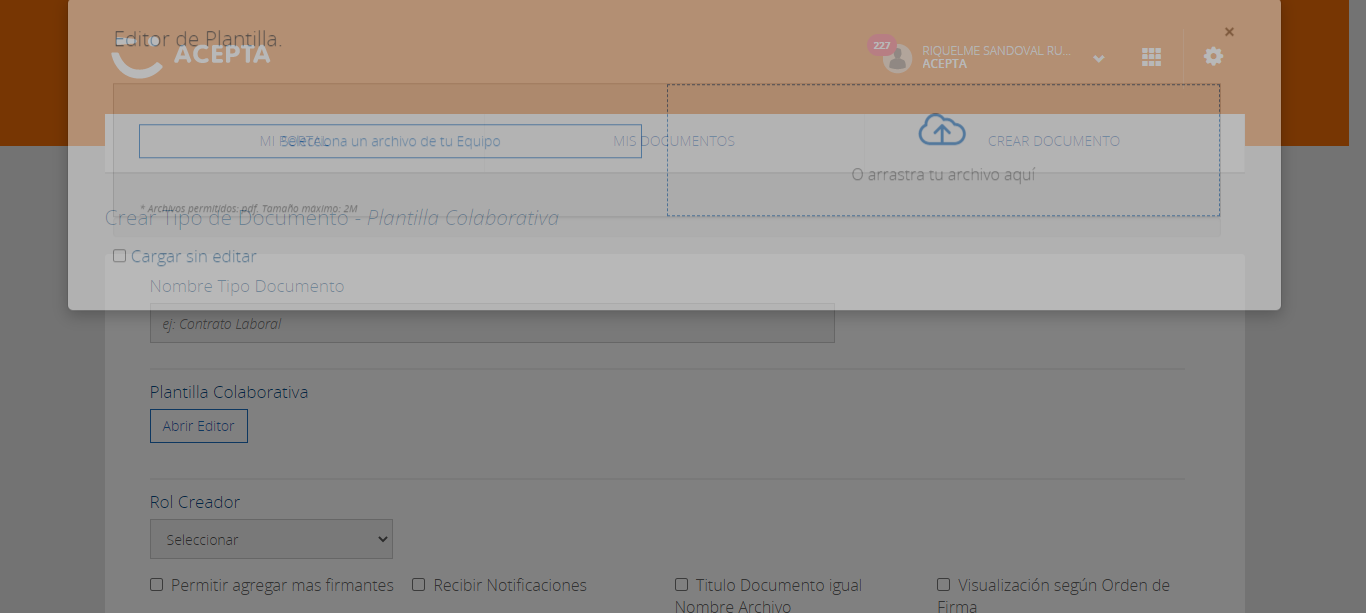 Editor de Plantilla.
×
ACEPTA
227
RIQUELME SANDOVAL RU...
ACEPTA
MI PORTAL
Selecciona un archivo de tu Equipo
MIS DOCUMENTOS
CREAR DOCUMENTO
O arrastra tu archivo aquí
* Archivos permitidos: pdf. Tamaño máximo: 2M
Crear Tipo de Documento - Plantilla Colaborativa
Cargar sin editar
Nombre Tipo Documento
ej: Contrato Laboral
Plantilla Colaborativa
Abrir Editor
Rol Creador
Seleccionar
Permitir agregar mas firmantes
Recibir Notificaciones
Titulo Documento igual
Nombre Archivo
Visualización según Orden de
Firma